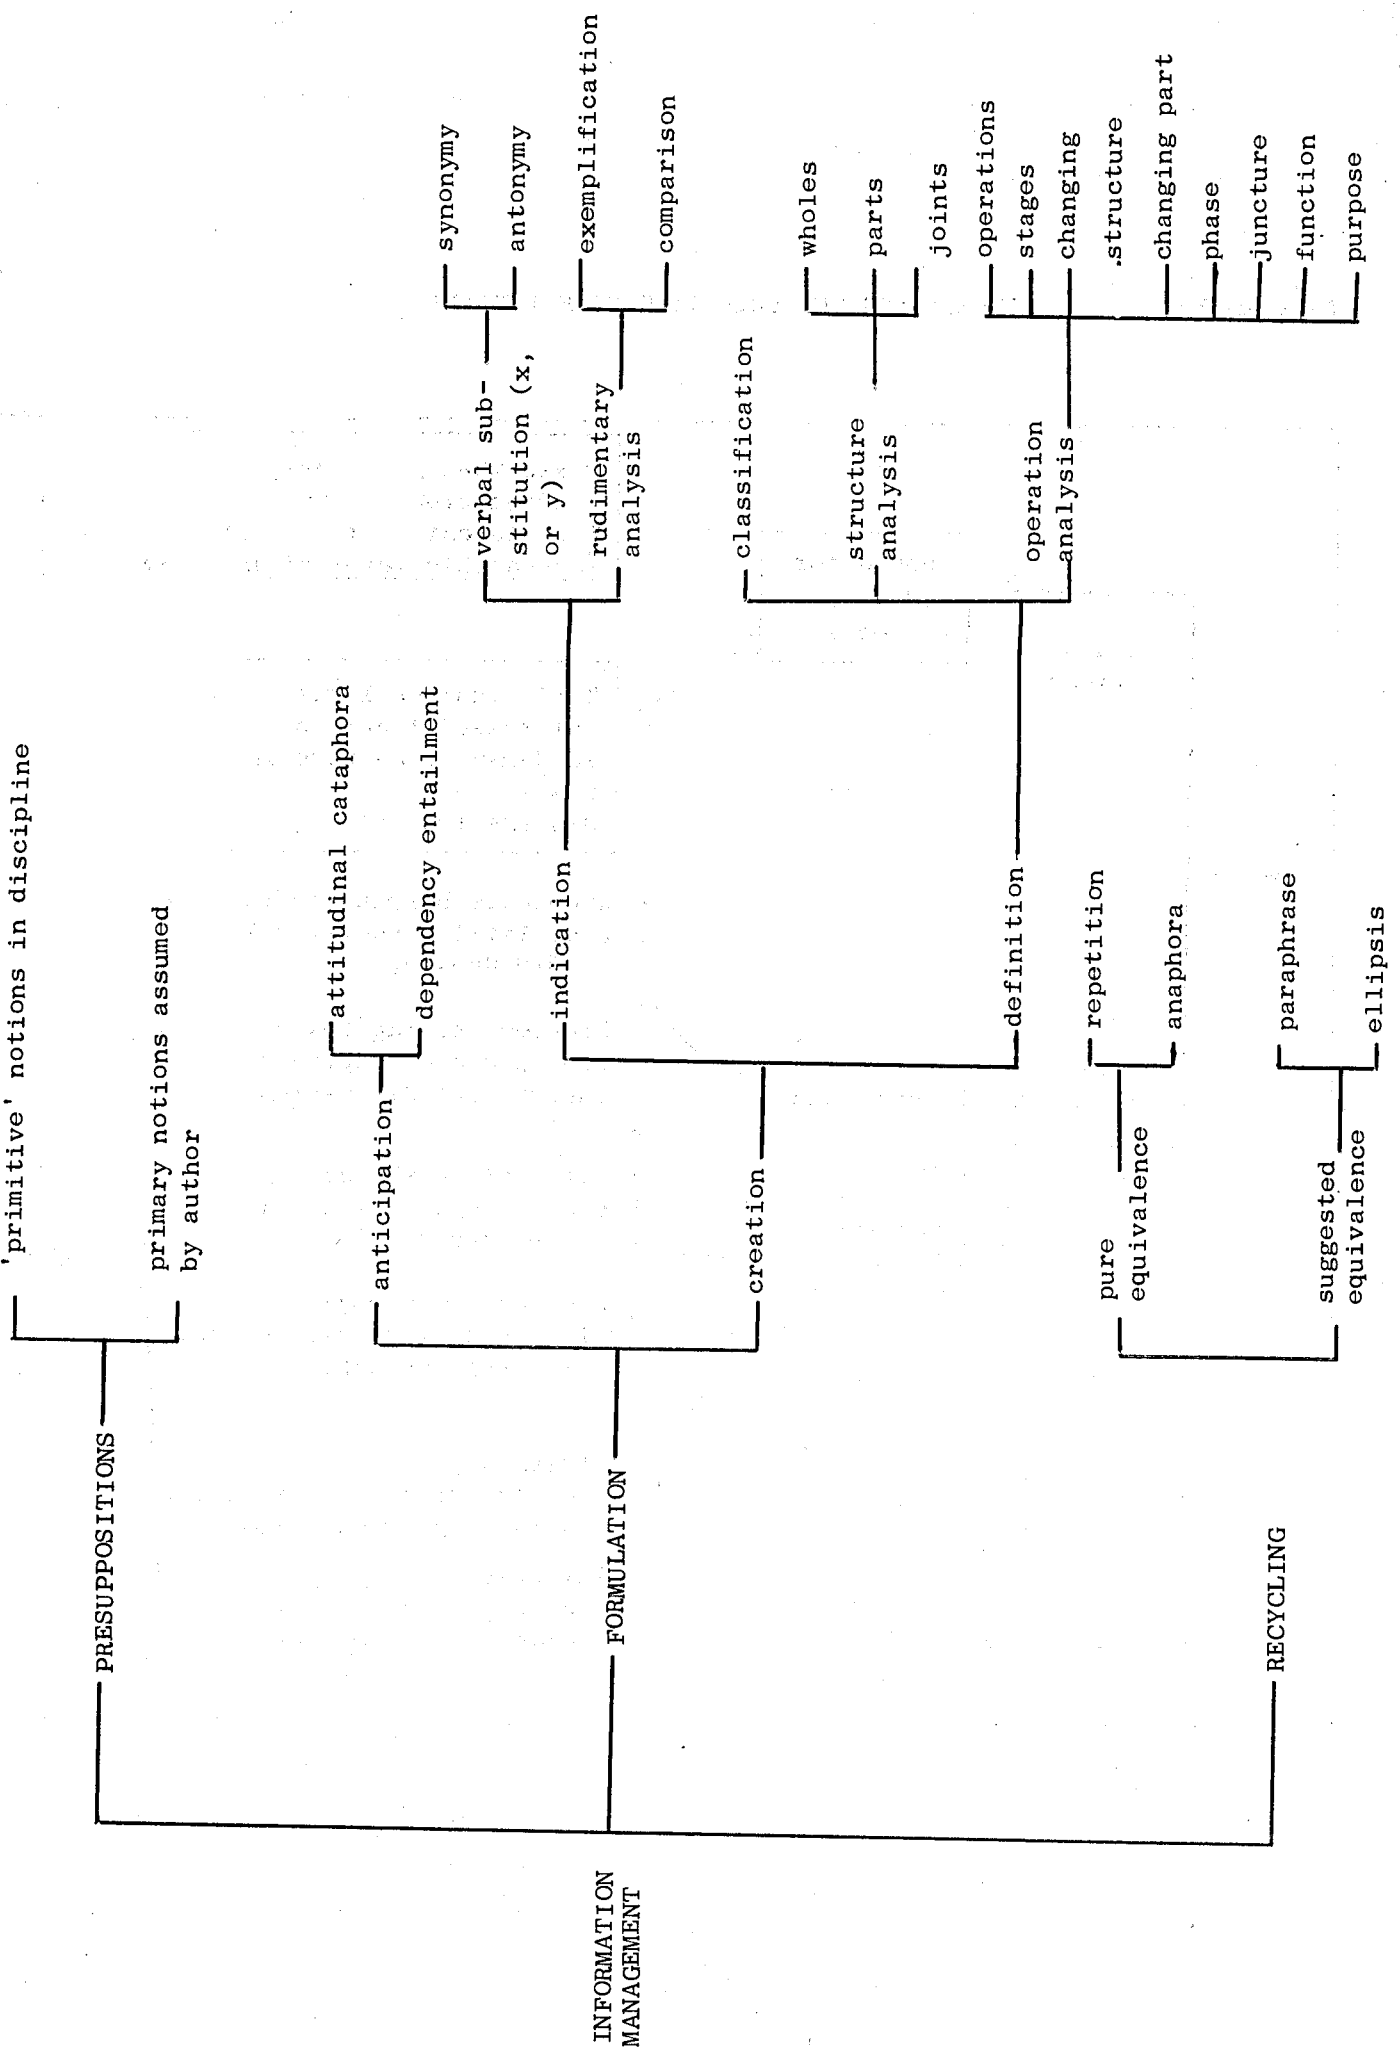 INFORMATION
MANAGEMENT
PRESUPPOSITIONS
'primitive' notions in discipline
primary notions assumed
by author
FORMULATION
anticipation
attitudinal cataphora
dependency entailment
creation
indication
verbal sub-
stitution (x,
or y)
synonymy
antonymy
rudimentary
analysis
exemplification
comparison
definition
classification
structure
analysis
wholes
parts
joints
operation
analysis
operations
stages
changing
.structure
changing part
phase
juncture
function
purpose
RECYCLING
pure
equivalence
repetition
anaphora
suggested
equivalence
paraphrase
ellipsis